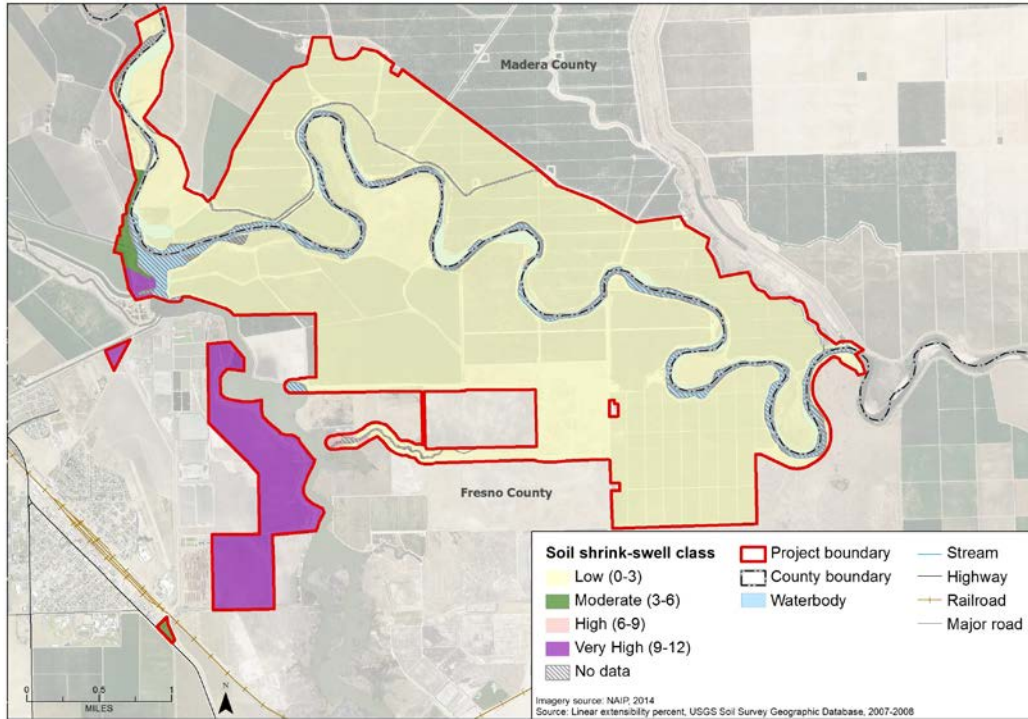 Madera County
Fresno County
Soil shrink-swell class
Low (0-3)
Moderate (3-6)
High (6-9)
Very High (9-12)
No data
Project boundary
County boundary
Waterbody
Stream
Highway
Railroad
Major road
0 0.5 1
MILES
N
Imagery source: NAIP, 2014
Source: Linear extensibility percent, USGS Soil Survey Geographic Database, 2007-2008